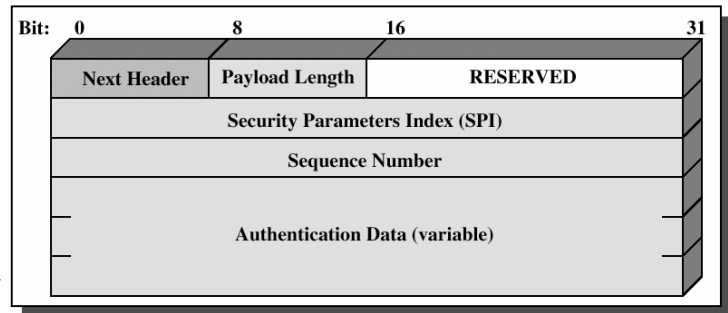 Bit: 0 8 16 31
Next Header Payload Length RESERVED
Security Parameters Index (SPI)
Sequence Number
Authentication Data (variable)